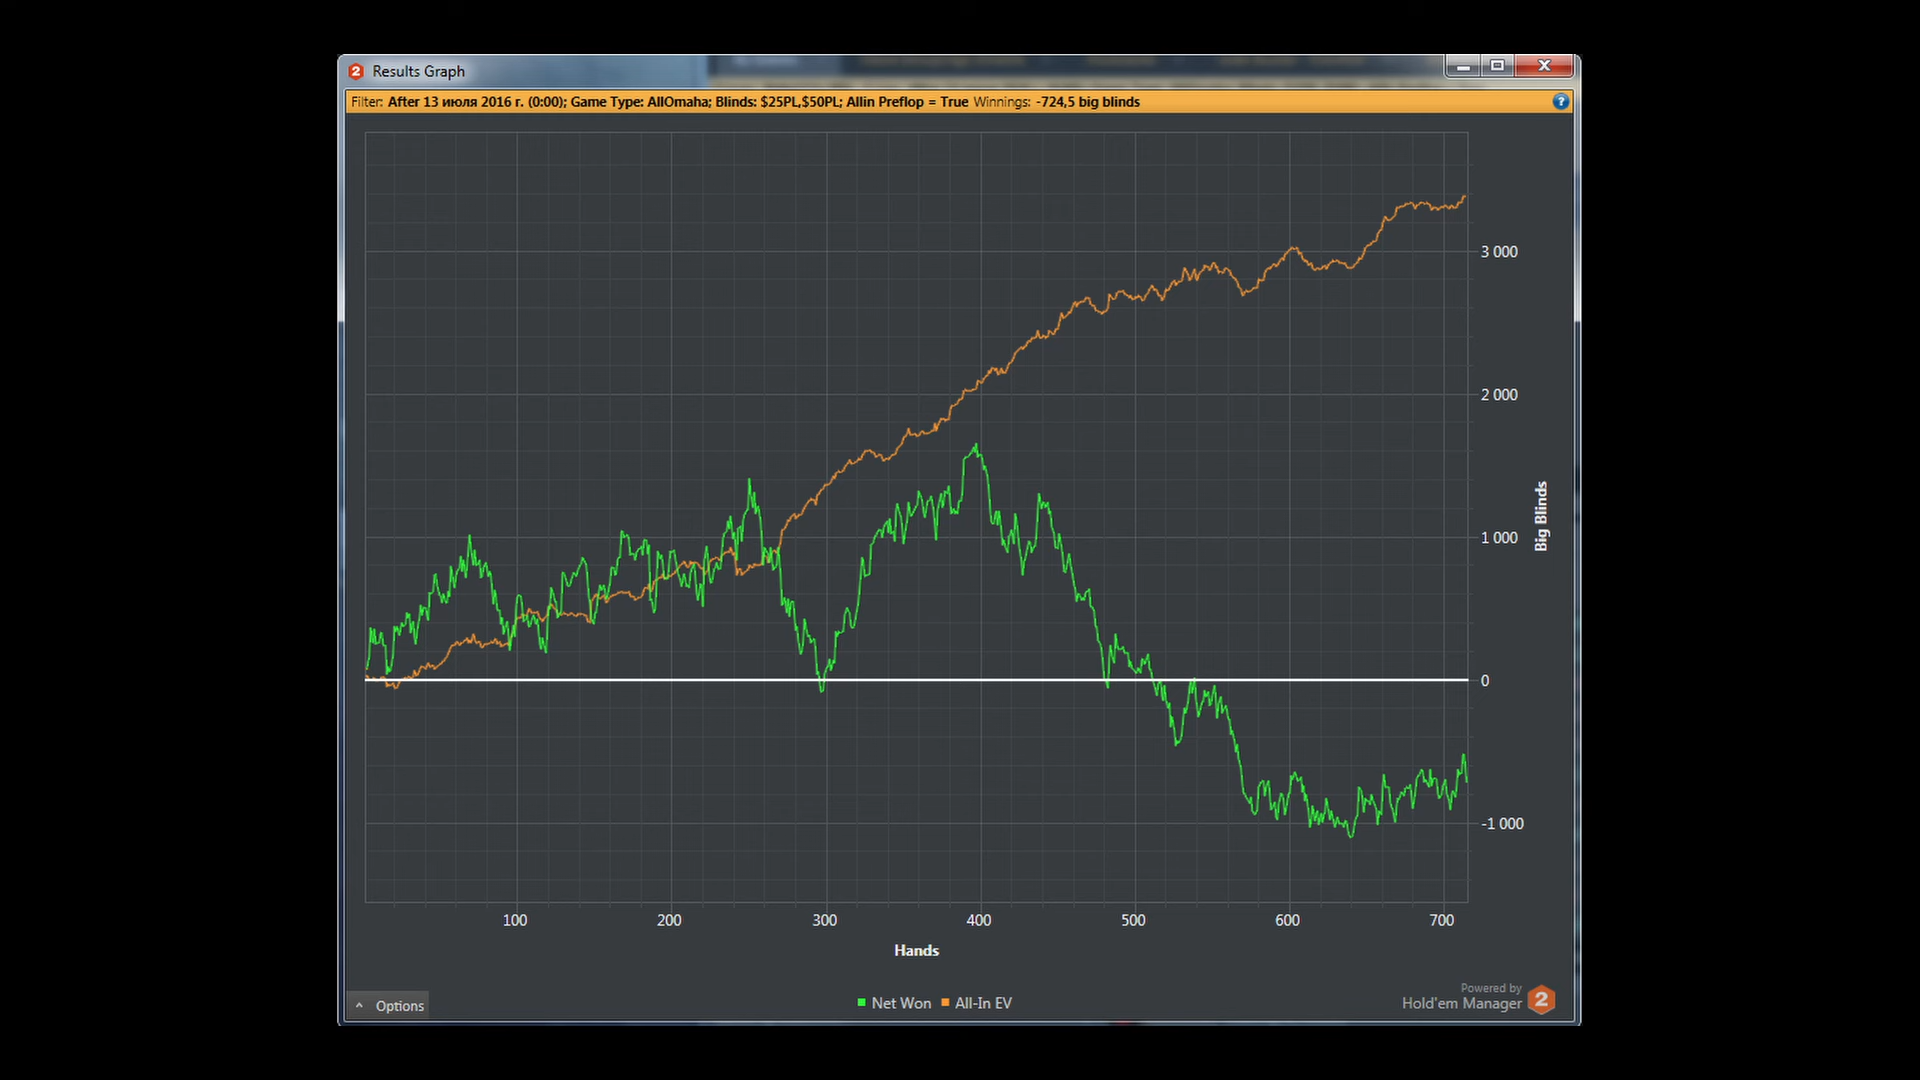 2 Results Graph
Filter: After 13 июля 2016 г. (0:00); Game Type: AllOmaha; Blinds: $25PL,$50PL; Allin Preflop = True Winnings: -724,5 big blinds
?
3 000
2 000
1 000
0
-1 000
Big Blinds
100 200 300 400 500 600 700
Hands
Net Won All-In EV
Options
Powered by
Hold'em Manager 2